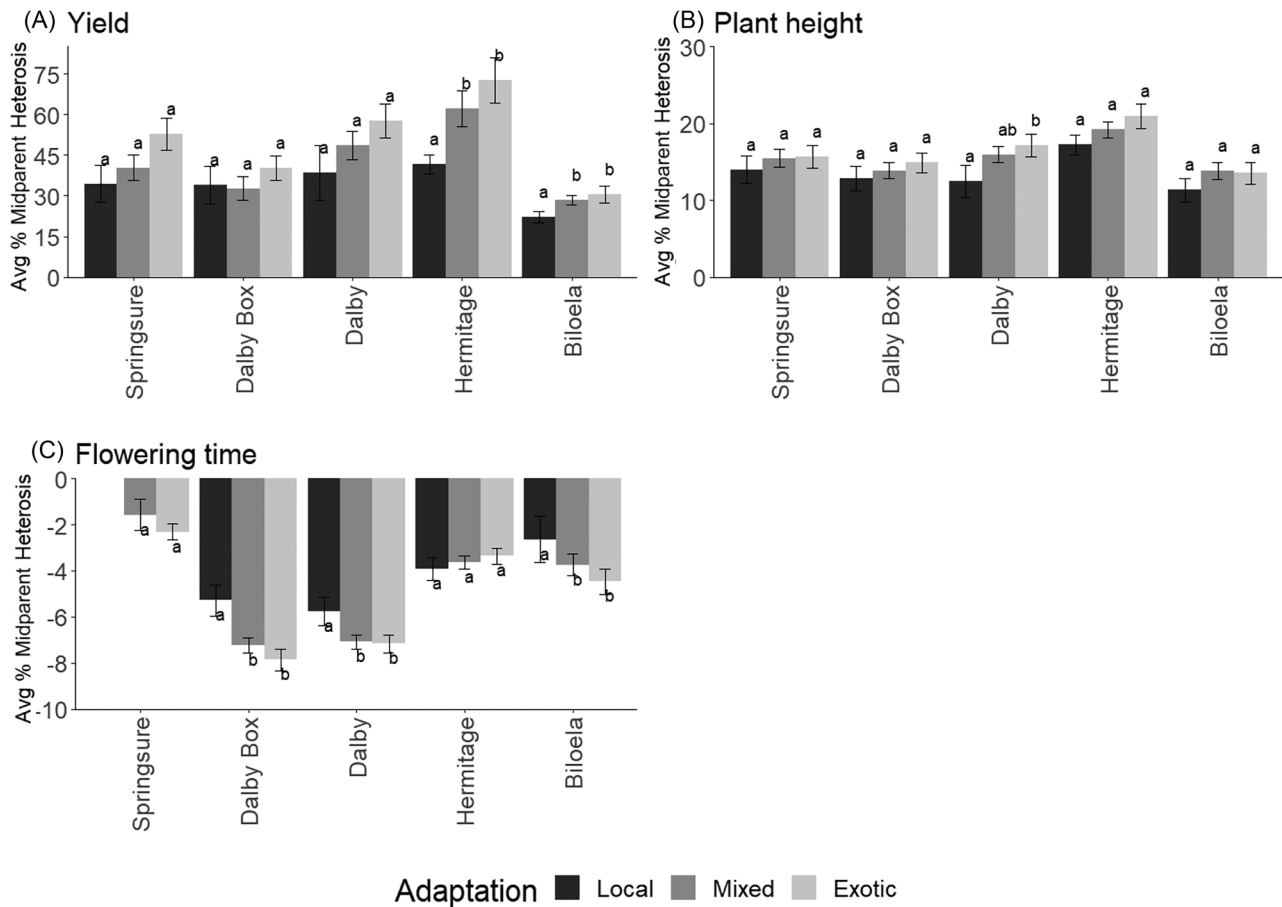 (A) Yield
Avg % Midparent Heterosis
75
60
45
30
15
0
a a a
a a a
a a a
a b b
a b b
Springsure
Dalby Box
Dalby
Hermitage
Biloela
(B) Plant height
Avg % Midparent Heterosis
30
20
10
0
a a a
a a a
a ab b
a a a
a a a
Springsure
Dalby Box
Dalby
Hermitage
Biloela
(C) Flowering time
Avg % Midparent Heterosis
0
-2
-4
-6
-8
-10
a a
a b b
a b b
a a a
a b b
Springsure
Dalby Box
Dalby
Hermitage
Biloela
Adaptation Local Mixed Exotic